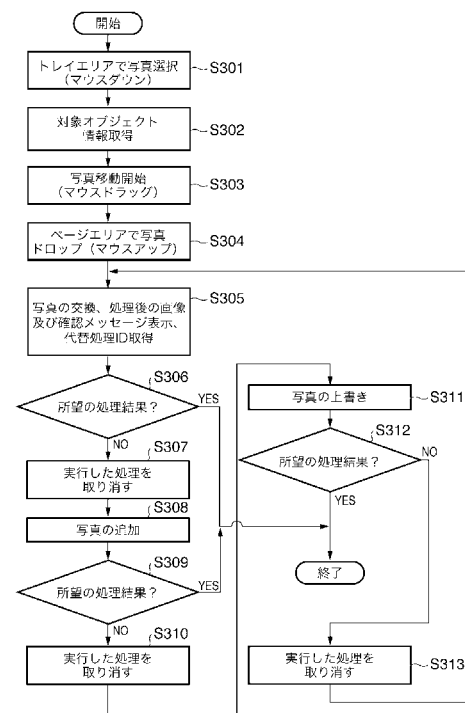 開始
トレイエリアで写真選択
（マウスダウン）
S301
対象オブジェクト
情報取得
S302
写真移動開始
（マウスドラッグ）
S303
ページエリアで写真
ドロップ（マウスアップ）
S304
写真の交換、処理後の画像
及び確認メッセージ表示、
代替処理ID取得
S305
所望の処理結果？
S306
YES
NO
実行した処理を
取り消す
S307
写真の追加
S308
所望の処理結果？
S309
YES
NO
実行した処理を
取り消す
S310
写真の上書き
S311
所望の処理結果？
S312
NO
YES
終了
実行した処理を
取り消す
S313